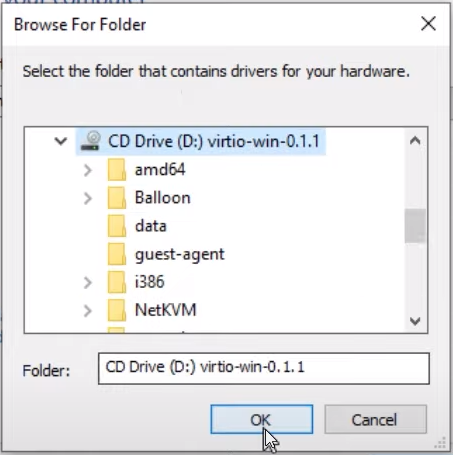 Browse For Folder
Select the folder that contains drivers for your hardware.
CD Drive (D:) virtio-win-0.1.1
amd64
Balloon
data
guest-agent
i386
NetKVM
Folder: CD Drive (D:) virtio-win-0.1.1
OK Cancel